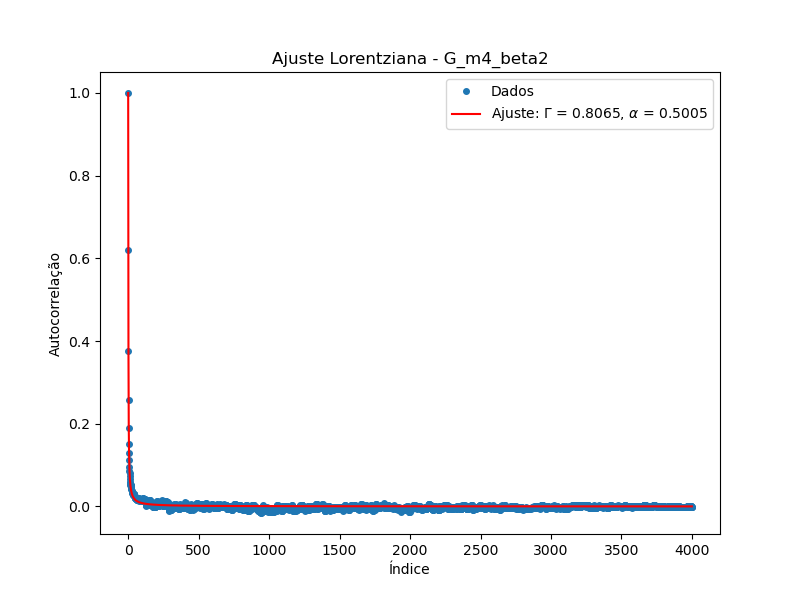 Ajuste Lorentziana - G_m4_beta2
Dados
Ajuste: Γ = 0.8065, α = 0.5005
Autocorrelação
1.0
0.8
0.6
0.4
0.2
0.0
0 500 1000 1500 2000 2500 3000 3500 4000
Índice